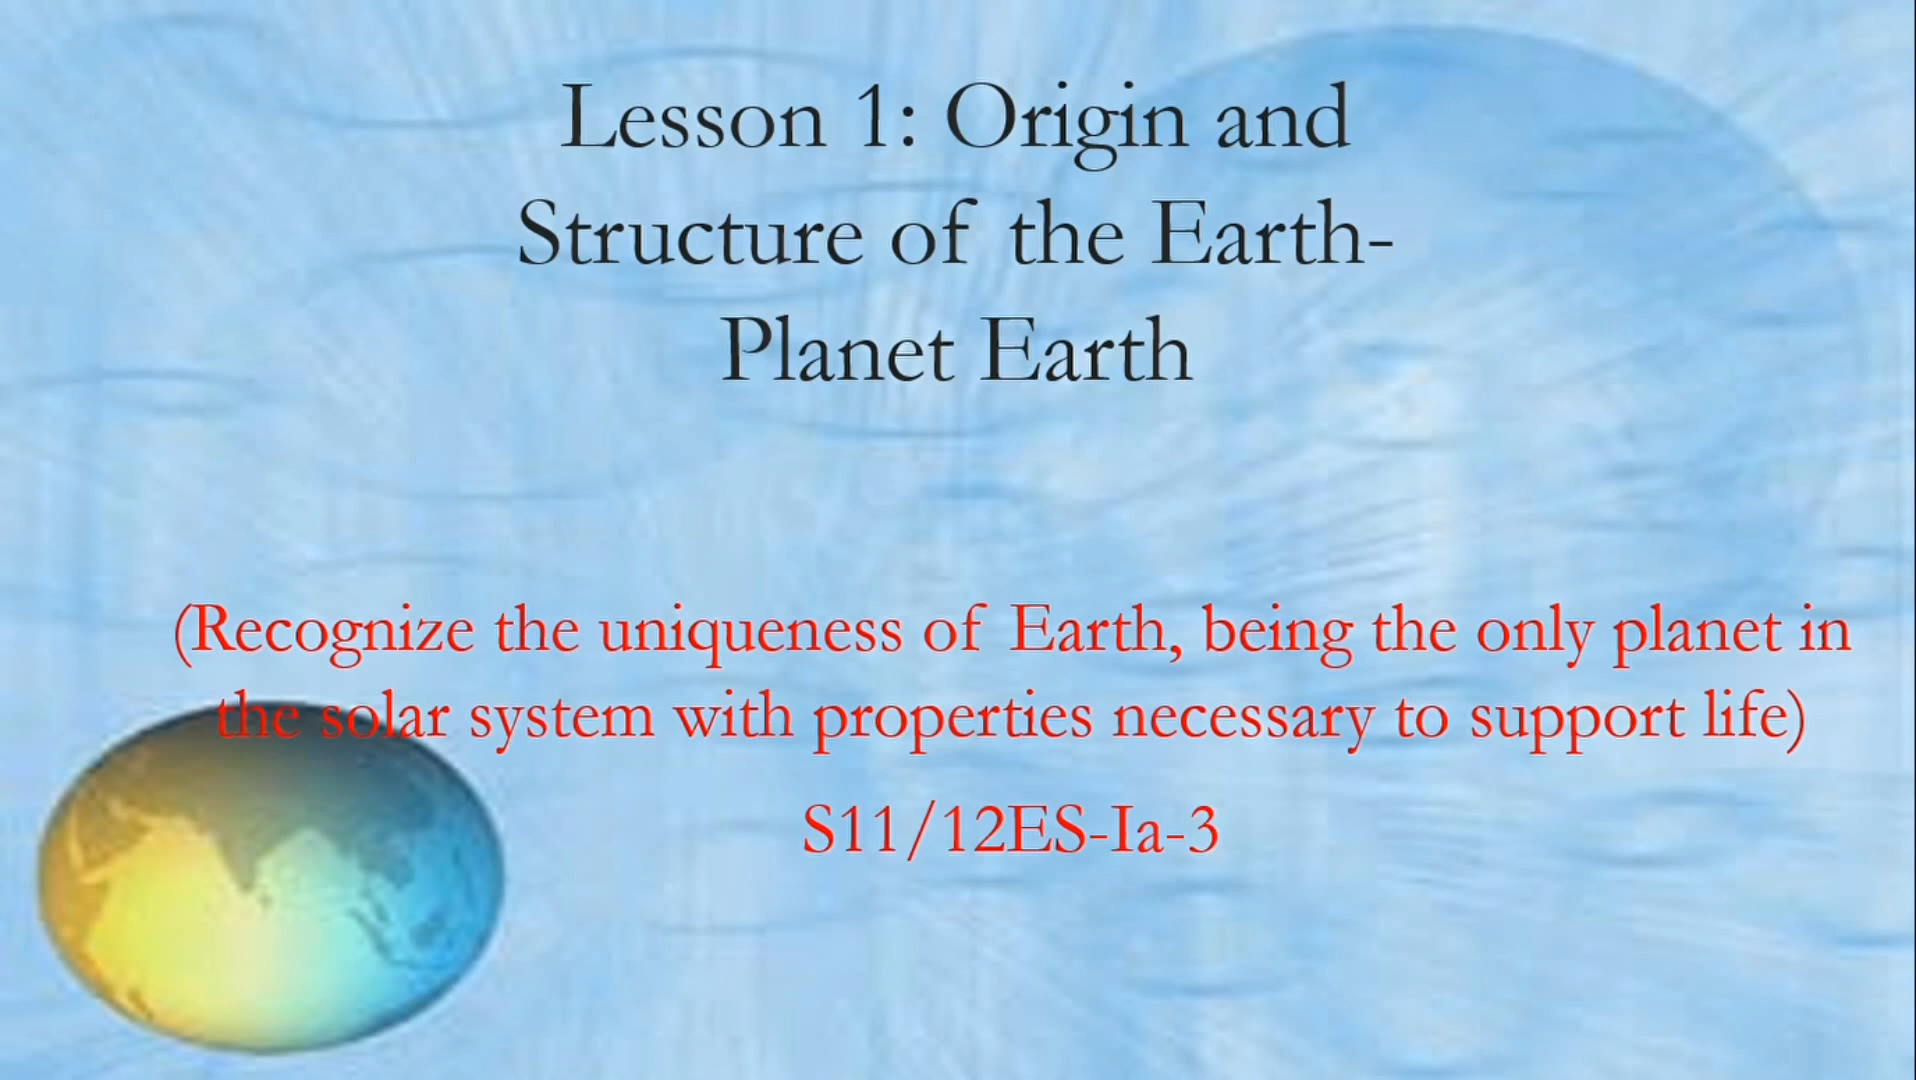 Lesson 1: Origin and
Structure of the Earth-
Planet Earth
(Recognize the uniqueness of Earth, being the only planet in
the solar system with properties necessary to support life)
S11/12ES-Ia-3